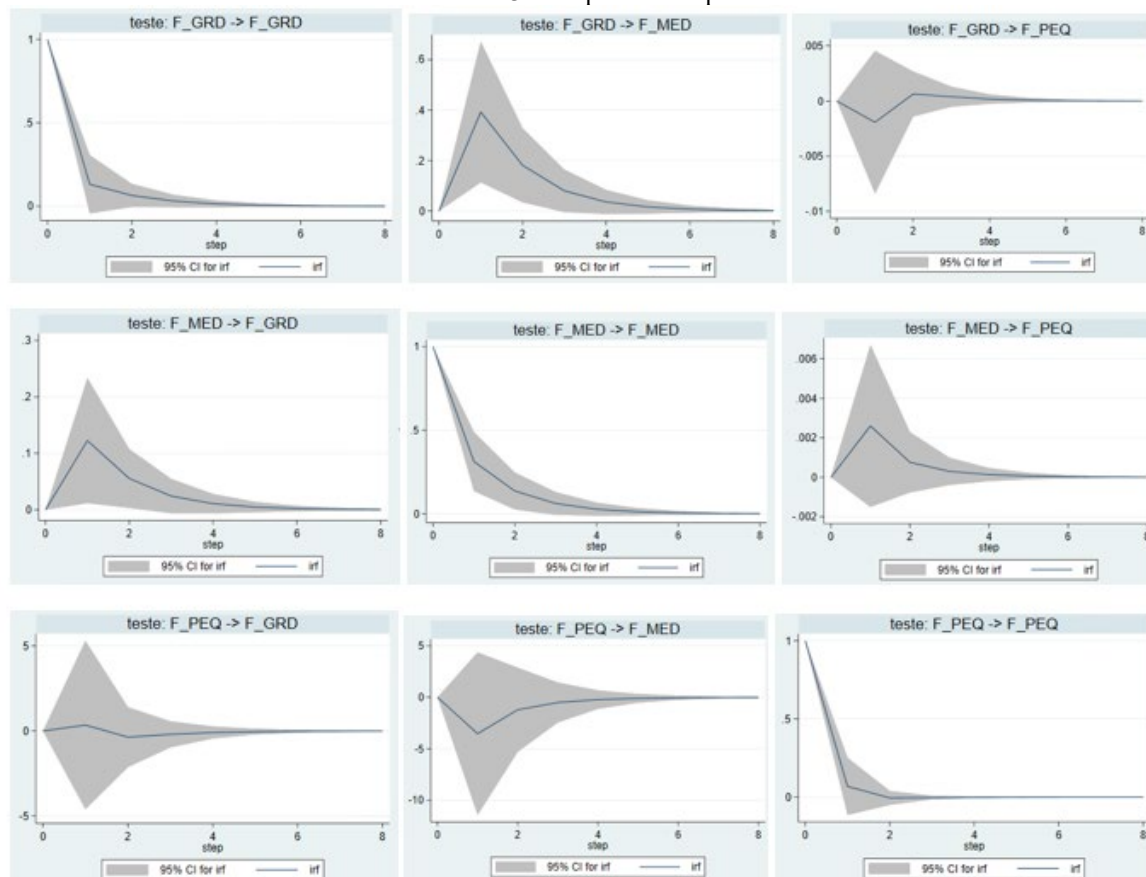 teste: F_GRD -> F_GRD
1
.5
0
0 2 4 6 8
step
95% CI for irf irf
teste: F_GRD -> F_MED
.6
.4
.2
0
0 2 4 6 8
step
95% CI for irf irf
teste: F_GRD -> F_PEQ
.005
0
-.005
-.01
0 2 4 6 8
step
95% CI for irf irf
teste: F_MED -> F_GRD
.3
.2
.1
0
0 2 4 6 8
step
95% CI for irf irf
teste: F_MED -> F_MED
1
.5
0
0 2 4 6 8
step
95% CI for irf irf
teste: F_MED -> F_PEQ
.006
.004
.002
0
-.002
0 2 4 6 8
step
95% CI for irf irf
teste: F_PEQ -> F_GRD
5
0
-5
0 2 4 6 8
step
95% CI for irf irf
teste: F_PEQ -> F_MED
5
0
-5
-10
0 2 4 6 8
step
95% CI for irf irf
teste: F_PEQ -> F_PEQ
1
.5
0
0 2 4 6 8
step
95% CI for irf irf